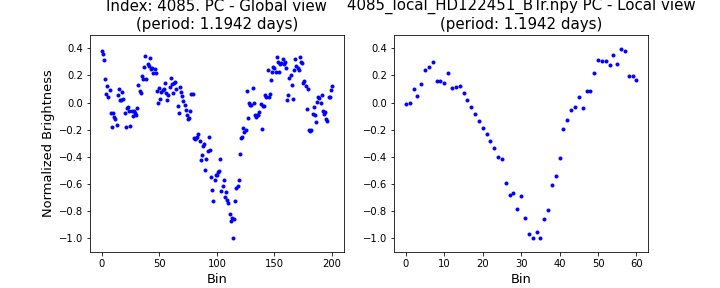 Index: 4085. PC - Global view
(period: 1.1942 days)
4085_local_HD122451_BTr.npy PC - Local view
(period: 1.1942 days)
Normalized Brightness
0.4
0.2
0.0
−0.2
−0.4
−0.6
−0.8
−1.0
0 50 100 150 200
Bin
0.4
0.2
0.0
−0.2
−0.4
−0.6
−0.8
−1.0
0 10 20 30 40 50 60
Bin